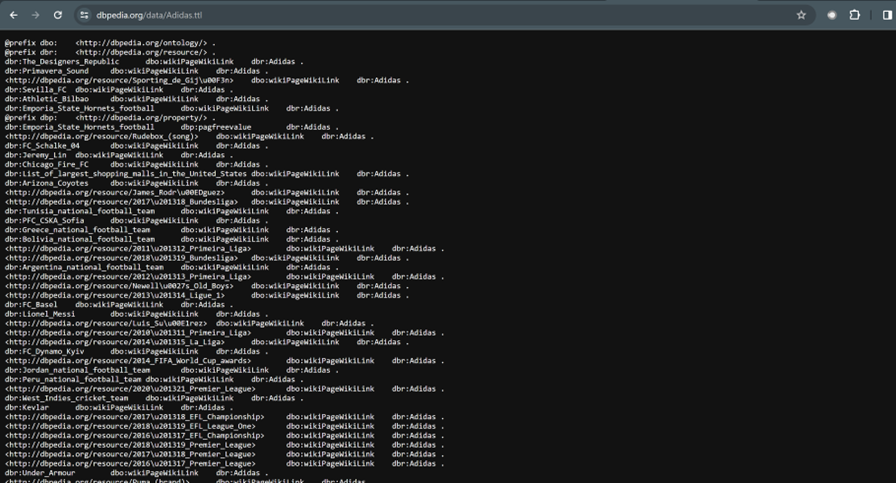 dbpedia.org/data/Adidas.ttl
@prefix dbo: <http://dbpedia.org/ontology/> .
@prefix dbr: <http://dbpedia.org/resource/> .
dbr:The_Designers_Republic dbo:wikiPageWikiLink dbr:Adidas .
dbr:Primavera_Sound dbo:wikiPageWikiLink dbr:Adidas .
<http://dbpedia.org/resource/Sporting_de_Gij\u00F3n> dbo:wikiPageWikiLink dbr:Adidas .
dbr:Sevilla_FC dbo:wikiPageWikiLink dbr:Adidas .
dbr:Athletic_Bilbao dbo:wikiPageWikiLink dbr:Adidas .
dbr:Emporia_State_Hornets_football dbo:wikiPageWikiLink dbr:Adidas .
@prefix dbp: <http://dbpedia.org/property/> .
dbr:Emporia_State_Hornets_football dbp:pagfreevalue dbr:Adidas .
<http://dbpedia.org/resource/Rudebox_(song)> dbo:wikiPageWikiLink dbr:Adidas .
dbr:FC_Schalke_04 dbo:wikiPageWikiLink dbr:Adidas .
dbr:Jeremy_Lin dbo:wikiPageWikiLink dbr:Adidas .
dbr:Chicago_Fire_FC dbo:wikiPageWikiLink dbr:Adidas .
dbr:List_of_largest_shopping_malls_in_the_United_States dbo:wikiPageWikiLink dbr:Adidas .
dbr:Arizona_Coyotes dbo:wikiPageWikiLink dbr:Adidas .
<http://dbpedia.org/resource/James_Rodr\u00EDguez> dbo:wikiPageWikiLink dbr:Adidas .
<http://dbpedia.org/resource/2017\u201318_Bundesliga> dbo:wikiPageWikiLink dbr:Adidas .
dbr:Tunisia_national_football_team dbo:wikiPageWikiLink dbr:Adidas .
dbr:PFC_CSKA_Sofia dbo:wikiPageWikiLink dbr:Adidas .
dbr:Greece_national_football_team dbo:wikiPageWikiLink dbr:Adidas .
dbr:Bolivia_national_football_team dbo:wikiPageWikiLink dbr:Adidas .
<http://dbpedia.org/resource/2011\u201312_Primeira_Liga> dbo:wikiPageWikiLink dbr:Adidas .
<http://dbpedia.org/resource/2018\u201319_Bundesliga> dbo:wikiPageWikiLink dbr:Adidas .
dbr:Argentina_national_football_team dbo:wikiPageWikiLink dbr:Adidas .
<http://dbpedia.org/resource/2012\u201313_Primeira_Liga> dbo:wikiPageWikiLink dbr:Adidas .
<http://dbpedia.org/resource/Newell\u0027s_Old_Boys> dbo:wikiPageWikiLink dbr:Adidas .
<http://dbpedia.org/resource/2013\u201314_Ligue_1> dbo:wikiPageWikiLink dbr:Adidas .
dbr:FC_Basel dbo:wikiPageWikiLink dbr:Adidas .
dbr:Lionel_Messi dbo:wikiPageWikiLink dbr:Adidas .
<http://dbpedia.org/resource/Luis_Su\u00E1rez> dbo:wikiPageWikiLink dbr:Adidas .
<http://dbpedia.org/resource/2010\u201311_Primeira_Liga> dbo:wikiPageWikiLink dbr:Adidas .
<http://dbpedia.org/resource/2014\u201315_La_Liga> dbo:wikiPageWikiLink dbr:Adidas .
dbr:FC_Dynamo_Kyiv dbo:wikiPageWikiLink dbr:Adidas .
<http://dbpedia.org/resource/2014_FIFA_World_Cup_awards> dbo:wikiPageWikiLink dbr:Adidas .
dbr:Jordan_national_football_team dbo:wikiPageWikiLink dbr:Adidas .
dbr:Peru_national_football_team dbo:wikiPageWikiLink dbr:Adidas .
<http://dbpedia.org/resource/2020\u201321_Premier_League> dbo:wikiPageWikiLink dbr:Adidas .
dbr:West_Indies_cricket_team dbo:wikiPageWikiLink dbr:Adidas .
dbr:Kevlar dbo:wikiPageWikiLink dbr:Adidas .
<http://dbpedia.org/resource/2017\u201318_EFL_Championship> dbo:wikiPageWikiLink dbr:Adidas .
<http://dbpedia.org/resource/2018\u201319_EFL_League_One> dbo:wikiPageWikiLink dbr:Adidas .
<http://dbpedia.org/resource/2016\u201317_EFL_Championship> dbo:wikiPageWikiLink dbr:Adidas .
<http://dbpedia.org/resource/2018\u201319_Premier_League> dbo:wikiPageWikiLink dbr:Adidas .
<http://dbpedia.org/resource/2017\u201318_Premier_League> dbo:wikiPageWikiLink dbr:Adidas .
<http://dbpedia.org/resource/2016\u201317_Premier_League> dbo:wikiPageWikiLink dbr:Adidas .
dbr:Under_Armour dbo:wikiPageWikiLink dbr:Adidas .
<http://dbpedia.org/resource/Puma_(brand)> dbo:wikiPageWikiLink dbr:Adidas